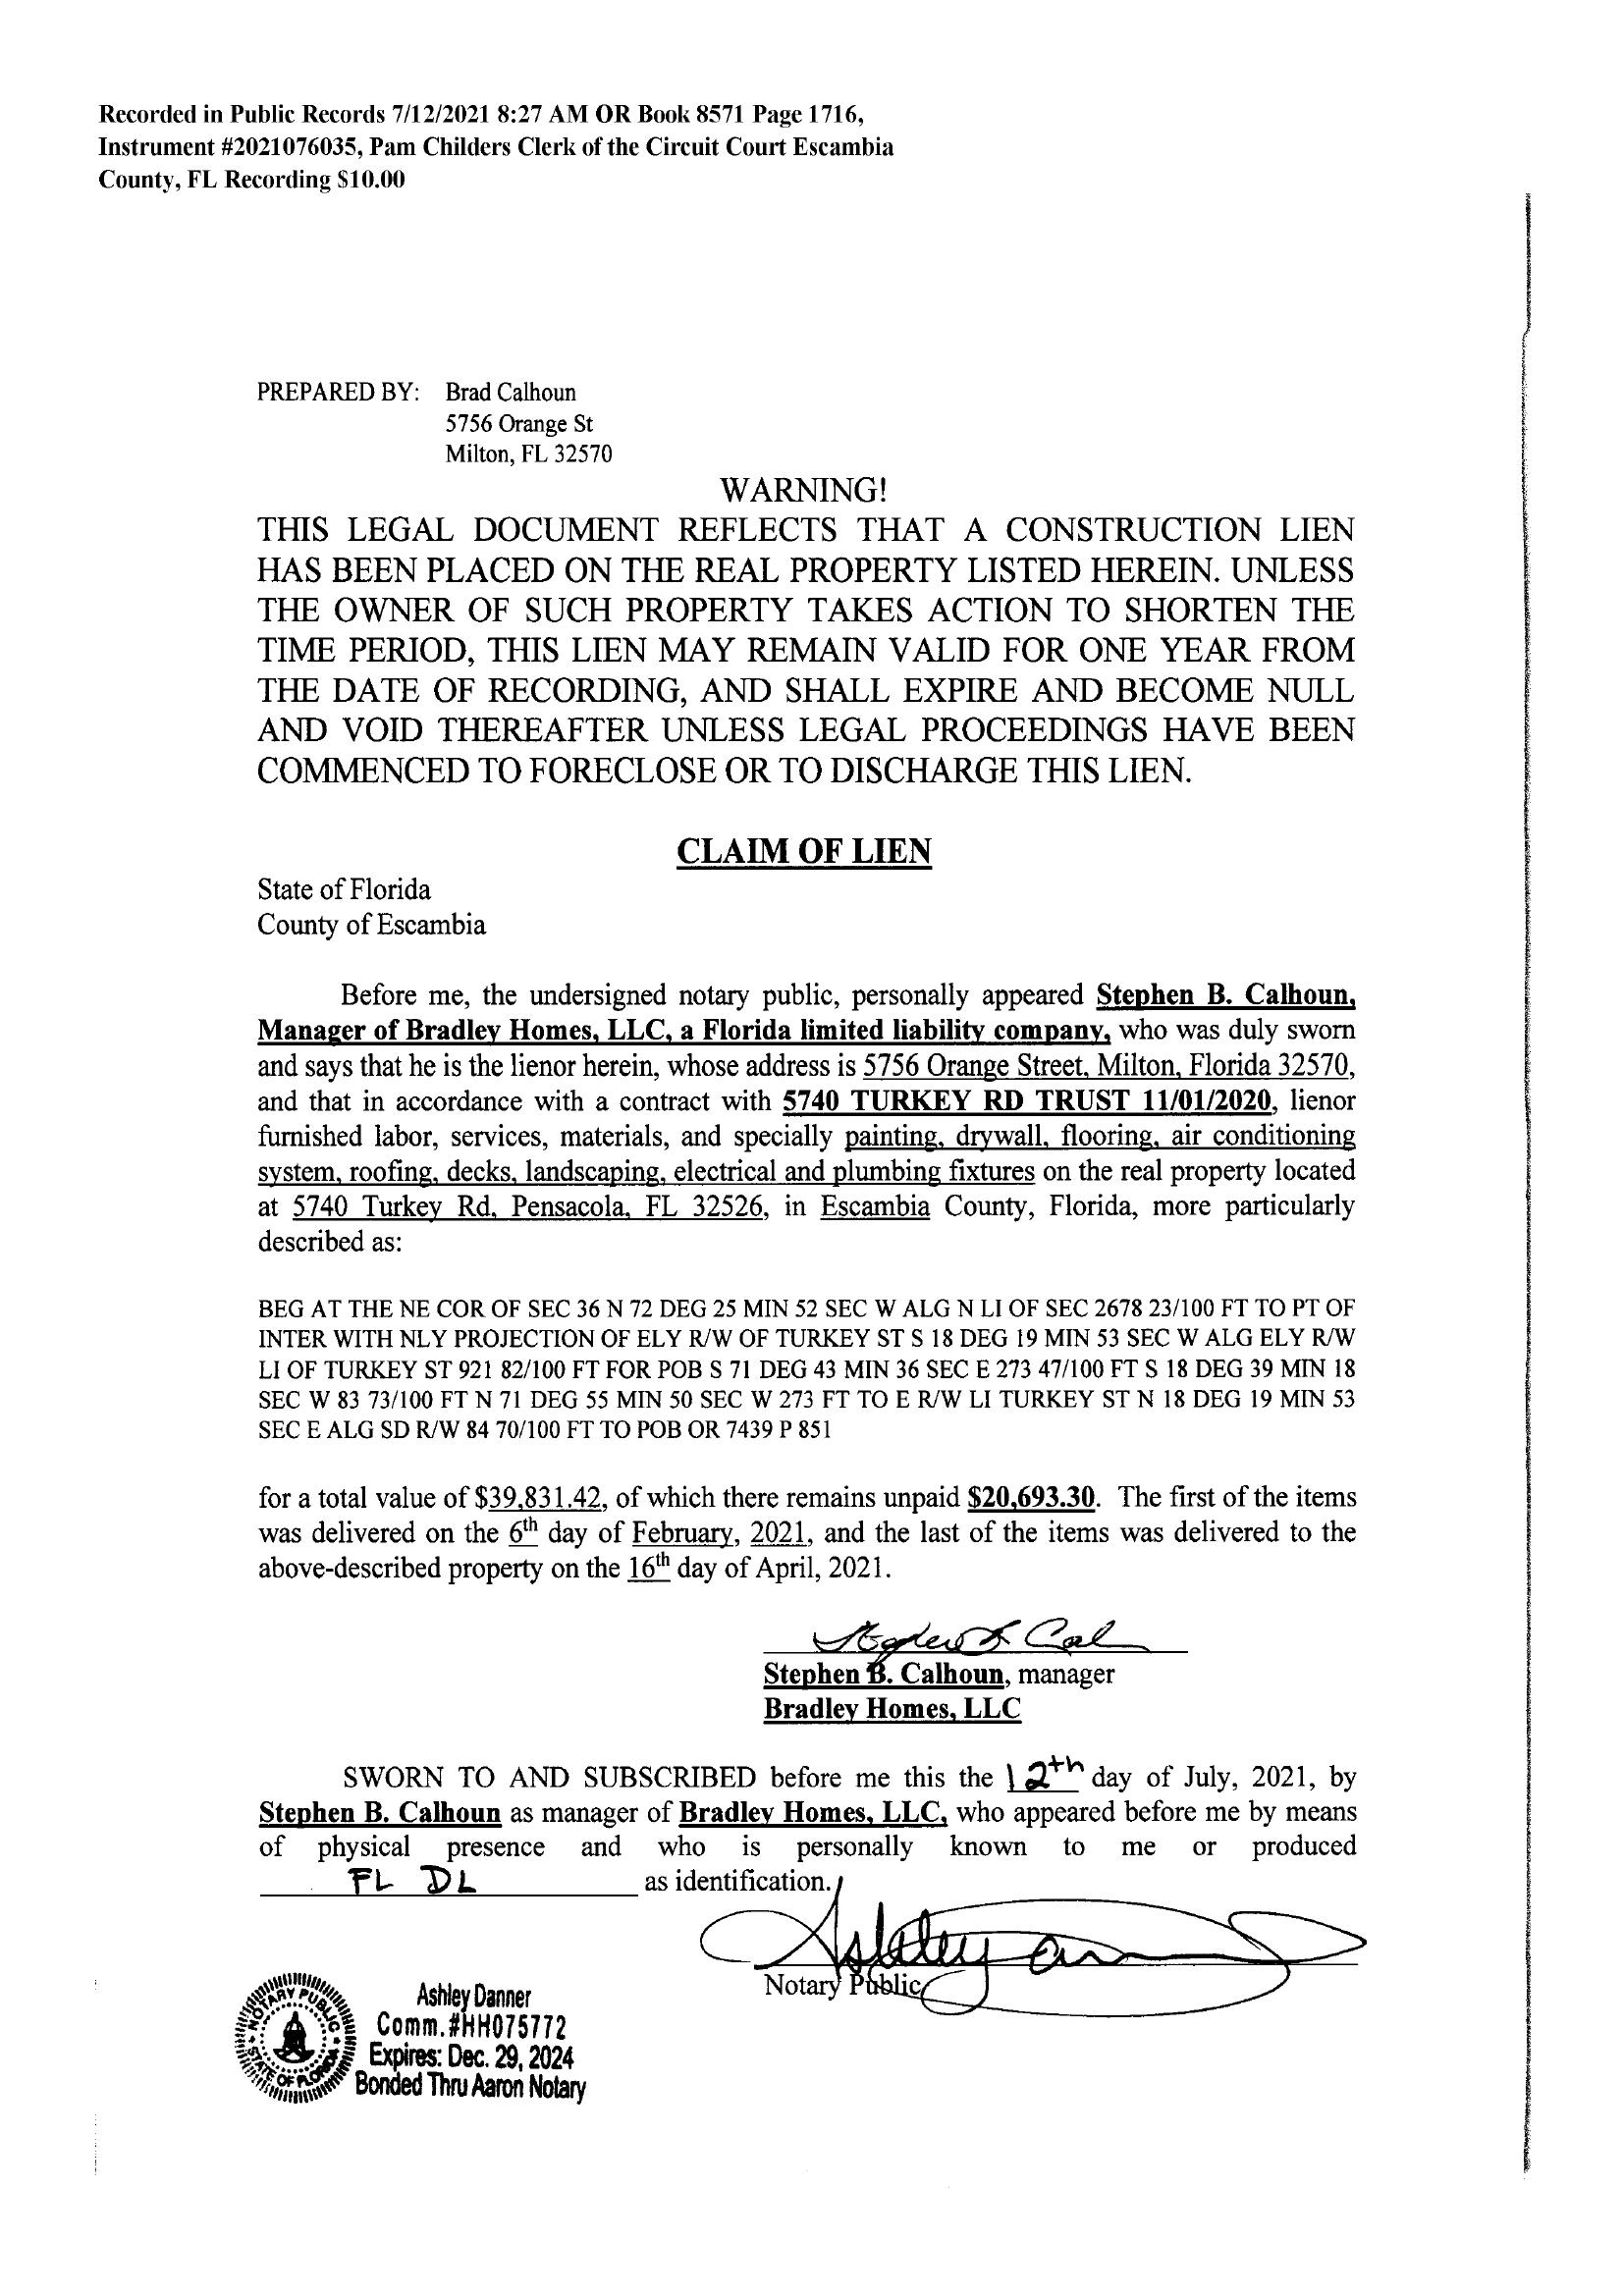 Recorded in Public Records 7/12/2021 8:27 AM OR Book 8571 Page 1716,
Instrument #2021076035, Pam Childers Clerk of the Circuit Court Escambia
County, FL Recording $10.00
PREPARED BY: Brad Calhoun
5756 Orange St
Milton, FL 32570
WARNING!
THIS LEGAL DOCUMENT REFLECTS THAT A CONSTRUCTION LIEN
HAS BEEN PLACED ON THE REAL PROPERTY LISTED HEREIN. UNLESS
THE OWNER OF SUCH PROPERTY TAKES ACTION TO SHORTEN THE
TIME PERIOD, THIS LIEN MAY REMAIN VALID FOR ONE YEAR FROM
THE DATE OF RECORDING, AND SHALL EXPIRE AND BECOME NULL
AND VOID THEREAFTER UNLESS LEGAL PROCEEDINGS HAVE BEEN
COMMENCED TO FORECLOSE OR TO DISCHARGE THIS LIEN.
CLAIM OF LIEN
State of Florida
County of Escambia
Before me, the undersigned notary public, personally appeared Stephen B. Calhoun,
Manager of Bradley Homes, LLC, a Florida limited liability company, who was duly sworn
and says that he is the lienor herein, whose address is 5756 Orange Street, Milton, Florida 32570,
and that in accordance with a contract with 5740 TURKEY RD TRUST 11/01/2020, lienor
furnished labor, services, materials, and specially painting, drywall, flooring, air conditioning
system, roofing, decks, landscaping, electrical and plumbing fixtures on the real property located
at 5740 Turkey Rd, Pensacola, FL 32526, in Escambia County, Florida, more particularly
described as:
BEG AT THE NE COR OF SEC 36 N 72 DEG 25 MIN 52 SEC W ALG N LI OF SEC 2678 23/100 FT TO PT OF
INTER WITH NLY PROJECTION OF ELY R/W OF TURKEY ST S 18 DEG 19 MIN 53 SEC W ALG ELY R/W
LI OF TURKEY ST 921 82/100 FT FOR POB S 71 DEG 43 MIN 36 SEC E 273 47/100 FT S 18 DEG 39 MIN 18
SEC W 83 73/100 FT N 71 DEG 55 MIN 50 SEC W 273 FT TO E R/W LI TURKEY ST N 18 DEG 19 MIN 53
SEC E ALG SD R/W 84 70/100 FT TO POB OR 7439 P 851
for a total value of $39,831.42, of which there remains unpaid $20,693.30. The first of the items
was delivered on the 6th day of February, 2021, and the last of the items was delivered to the
above-described property on the 16th day of April, 2021.
Stephen B. Calhoun, manager
Bradley Homes, LLC
SWORN TO AND SUBSCRIBED before me this the 12th day of July, 2021, by
Stephen B. Calhoun as manager of Bradley Homes, LLC, who appeared before me by means
of physical presence and who is personally known to me or produced
FL DL as identification.
Notary Public
NOTARY PUBLIC
STATE OF FLORIDA
Ashley Danner
Comm.#HH075772
Expires: Dec. 29, 2024
Bonded Thru Aaron Notary